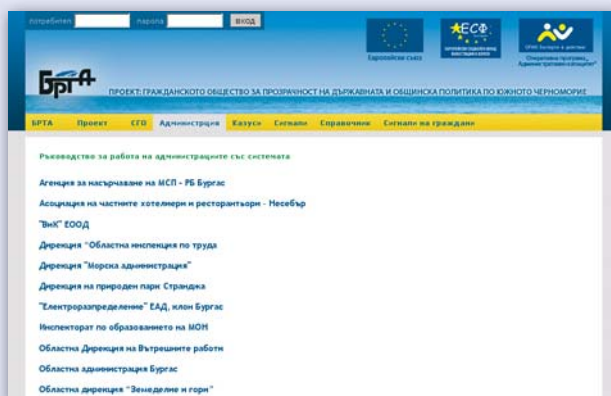 потребител парола ВХОД
Европейски съюз
ЕСФ
БРТА
ПРОЕКТ: ГРАЖДАНСКОТО ОБЩЕСТВО ЗА ПРОЗРАЧНОСТ НА ДЪРЖАВНАТА И ОБЩИНСКА ПОЛИТИКА ПО ЮЖНОТО ЧЕРНОМОРИЕ
БРТА Проект СГО Администрция Казуси Сигнали Справочник Сигнали на граждани
Ръководство за работа на администрациите със системата
Агенция за насърчаване на МСП - РБ Бургас
Асоциация на частните хотелиери и ресторантьори - Несебър
"ВиК" ЕООД
Дирекция "Областна инспекция по труда
Дирекция "Морска администрация"
Дирекция на природен парк Странджа
"Електроразпределение" ЕАД, клон Бургас
Инспекторат по образованието на МОН
Областна Дирекция на Вътрешните работи
Областна администрация Бургас
Областна дирекция "Земеделие и гори"